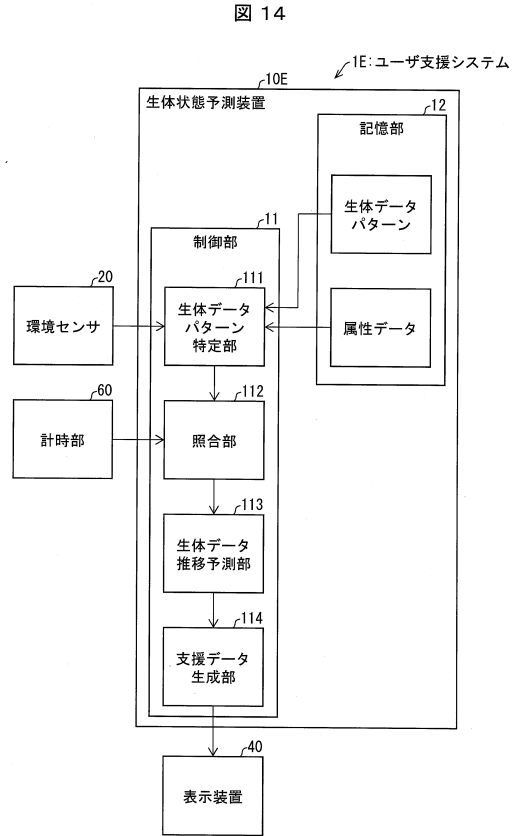 図 14
1E:ユーザ支援システム
10E
生体状態予測装置
12
記憶部
生体データ
パターン
属性データ
11
制御部
111
生体データ
パターン
特定部
20
環境センサ
112
照合部
60
計時部
113
生体データ
推移予測部
114
支援データ
生成部
40
表示装置